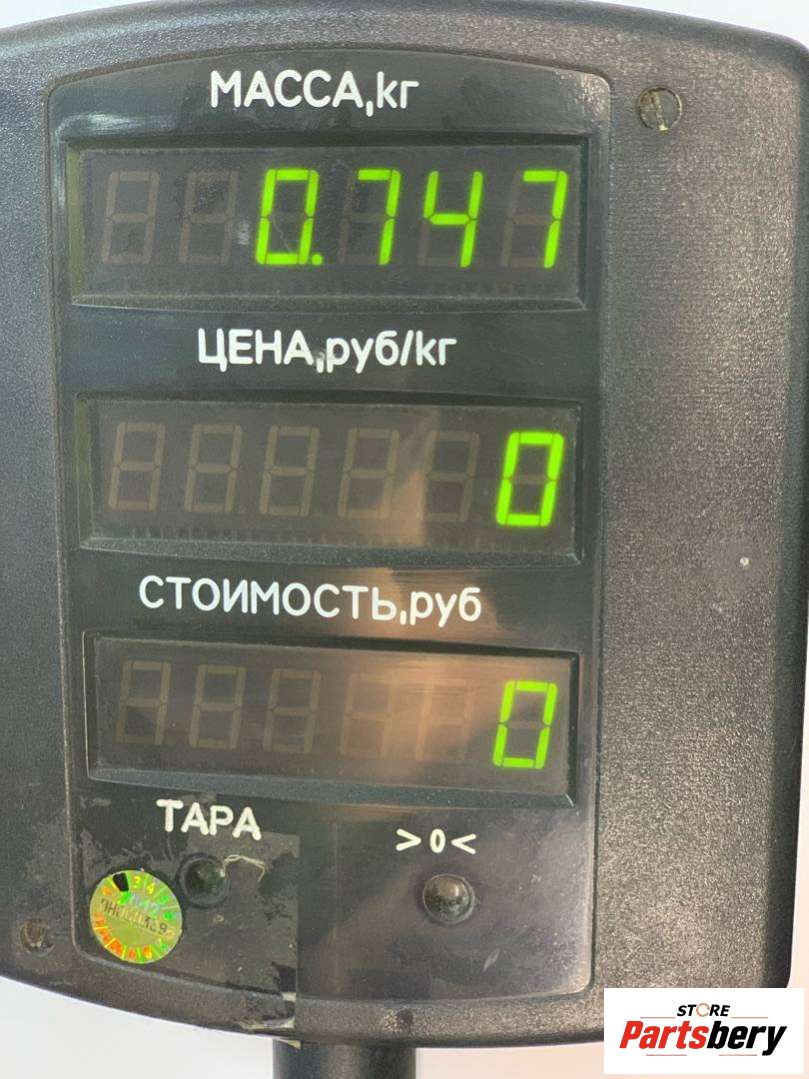 МАССА,кг
0.747
ЦЕНА,руб/кг
0
СТОИМОСТЬ,руб
0
ТАРА
>0<
STORE
Partsbery